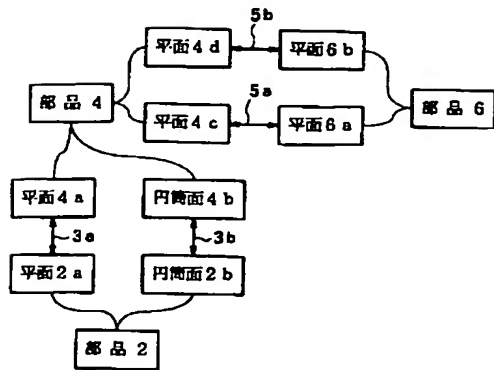 5b
平面4d
平面6b
部品4
5a
部品6
平面4c
平面6a
平面4a
円筒面4b
3a
3b
平面2a
円筒面2b
部品2